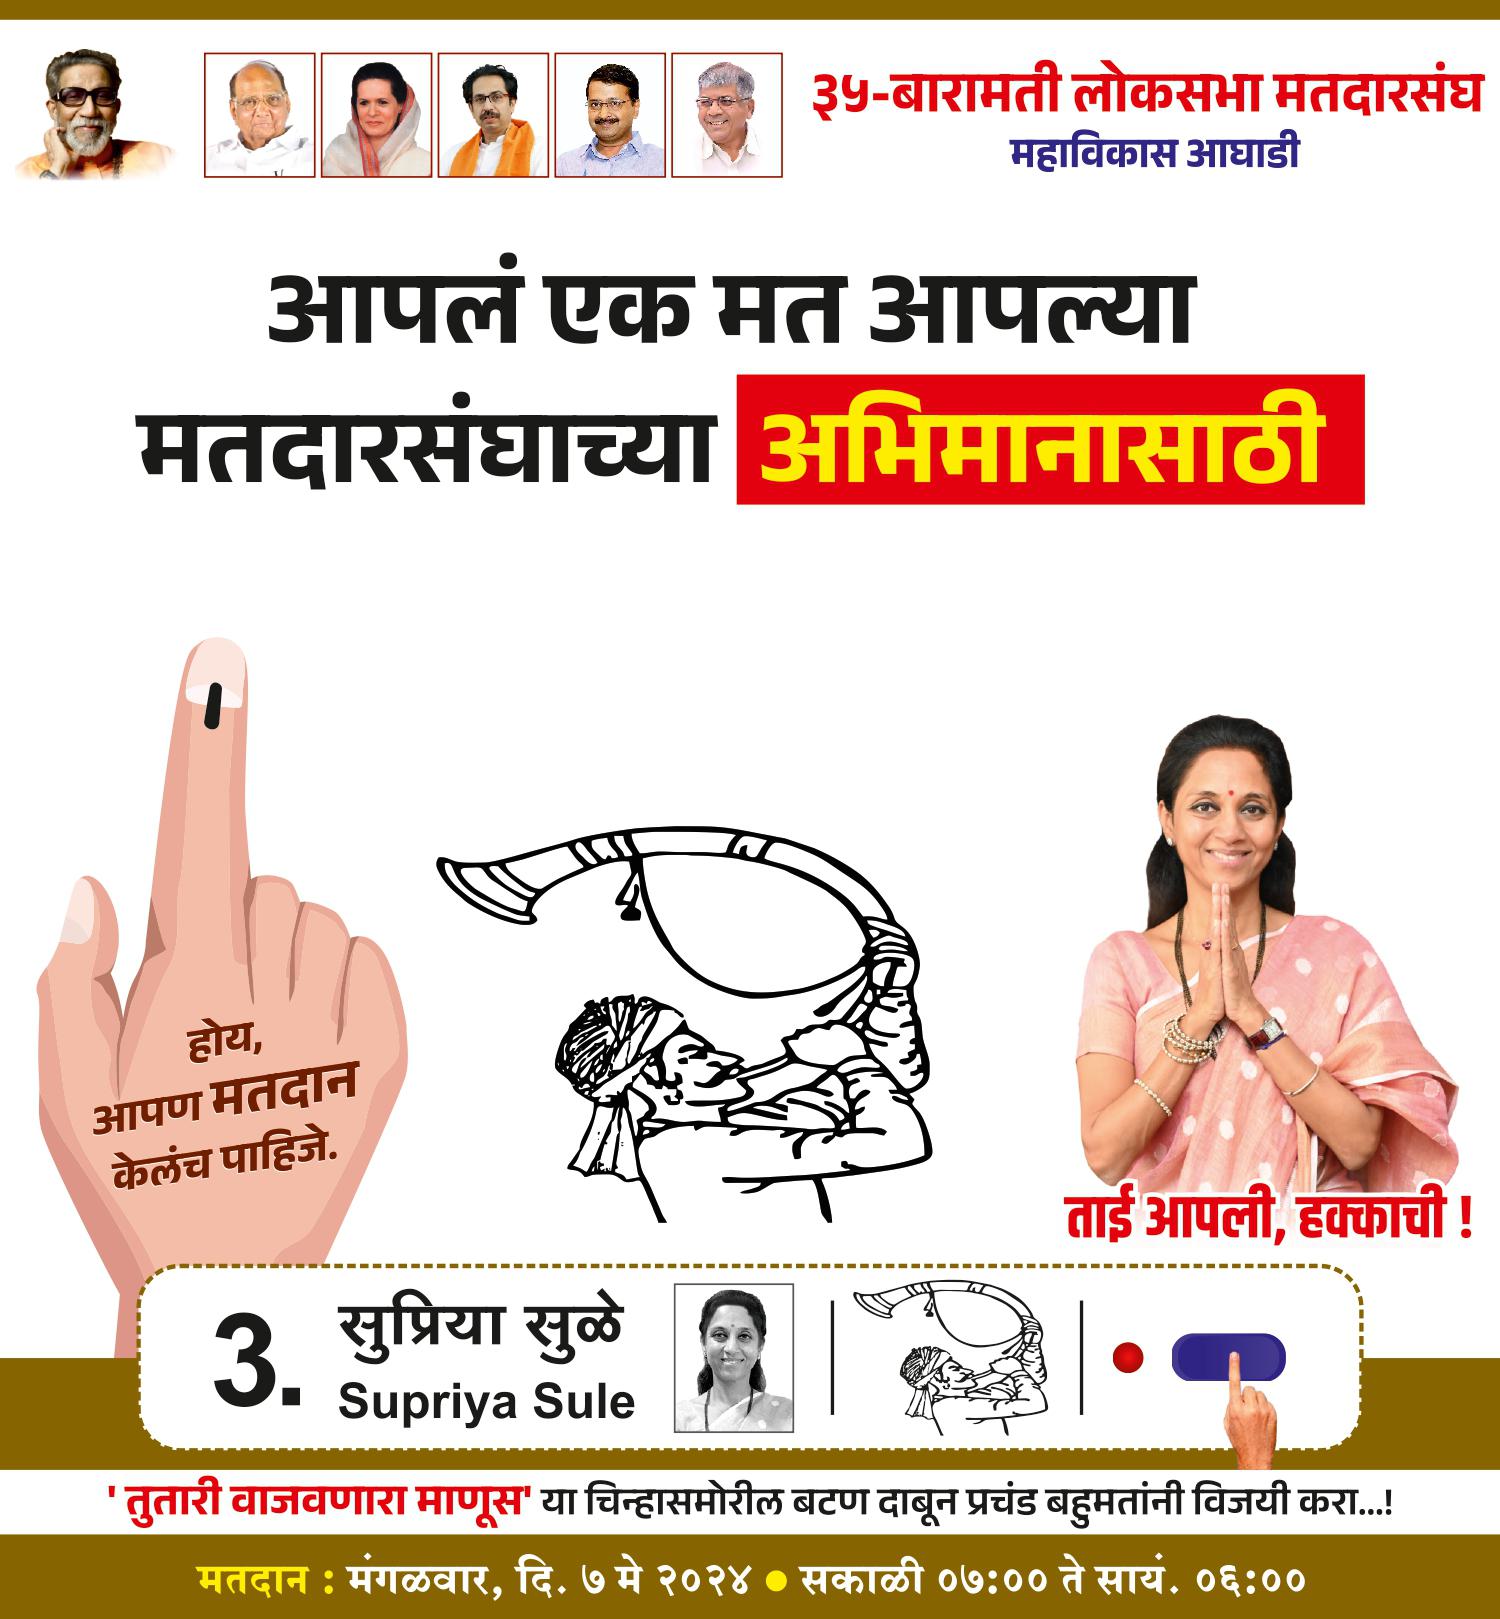 ३५-बारामती लोकसभा मतदारसंघ
महाविकास आघाडी
आपलं एक मत आपल्या
मतदारसंघाच्या अभिमानासाठी
होय,
आपण मतदान
केलंच पाहिजे.
ताई आपली, हक्काची !
3. सुप्रिया सुळे
Supriya Sule
' तुतारी वाजवणारा माणूस' या चिन्हासमोरील बटण दाबून प्रचंड बहुमतांनी विजयी करा...!
मतदान : मंगळवार, दि. ७ मे २०२४ ● सकाळी ०७:०० ते सायं. ०६:००